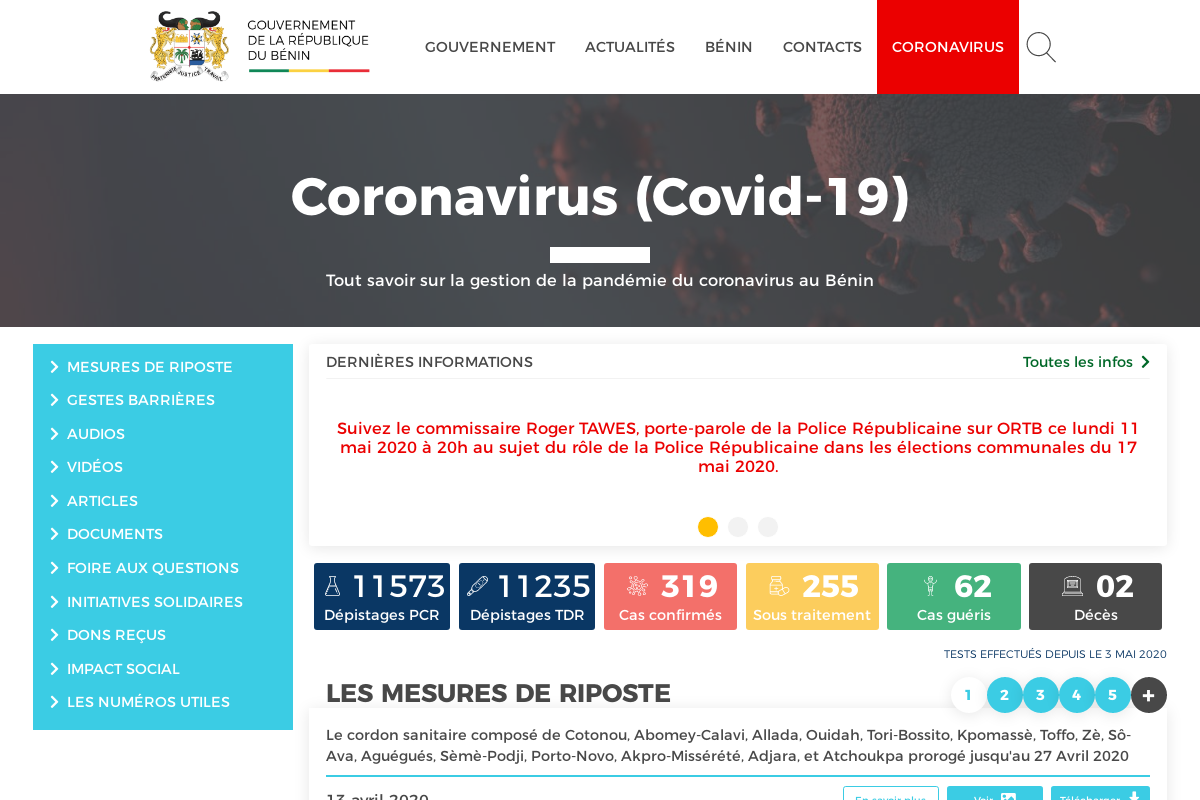 FRATERNITE JUSTICE TRAVAIL
GOUVERNEMENT
DE LA RÉPUBLIQUE
DU BÉNIN
GOUVERNEMENT
ACTUALITÉS
BÉNIN
CONTACTS
CORONAVIRUS
Coronavirus (Covid-19)
Tout savoir sur la gestion de la pandémie du coronavirus au Bénin
MESURES DE RIPOSTE
GESTES BARRIÈRES
AUDIOS
VIDÉOS
ARTICLES
DOCUMENTS
FOIRE AUX QUESTIONS
INITIATIVES SOLIDAIRES
DONS REÇUS
IMPACT SOCIAL
LES NUMÉROS UTILES
DERNIÈRES INFORMATIONS
Toutes les infos
Suivez le commissaire Roger TAWES, porte-parole de la Police Républicaine sur ORTB ce lundi 11
mai 2020 à 20h au sujet du rôle de la Police Républicaine dans les élections communales du 17
mai 2020.
11573
Dépistages PCR
11235
Dépistages TDR
319
Cas confirmés
255
Sous traitement
62
Cas guéris
02
Décès
TESTS EFFECTUÉS DEPUIS LE 3 MAI 2020
LES MESURES DE RIPOSTE
1 2 3 4 5 +
Le cordon sanitaire composé de Cotonou, Abomey-Calavi, Allada, Ouidah, Tori-Bossito, Kpomassè, Toffo, Zè, Sô-
Ava, Aguégués, Sèmè-Podji, Porto-Novo, Akpro-Missérété, Adjara, et Atchoukpa prorogé jusqu'au 27 Avril 2020
13 avril 2020
En savoir plus
Voir
Télécharger